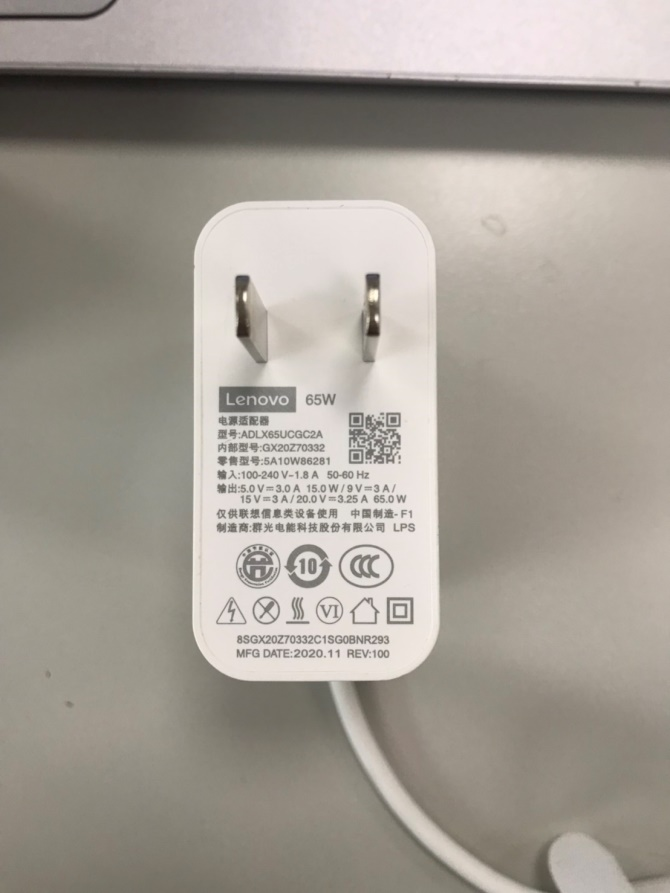 Lenovo 65W
电源适配器
型号:ADLX65UCGC2A
内部型号:GX20Z70332
零售型号:5A10W86281
输入:100-240 V~1.8 A 50-60 Hz
输出:5.0 V⎓3.0 A 15.0 W / 9 V⎓3 A /
15 V⎓3 A / 20.0 V⎓3.25 A 65.0 W
仅供联想信息类设备使用 中国制造- F1
制造商:群光电能科技股份有限公司 LPS
10 CCC
VI
8SGX20Z70332C1SG0BNR293
MFG DATE:2020.11 REV:100